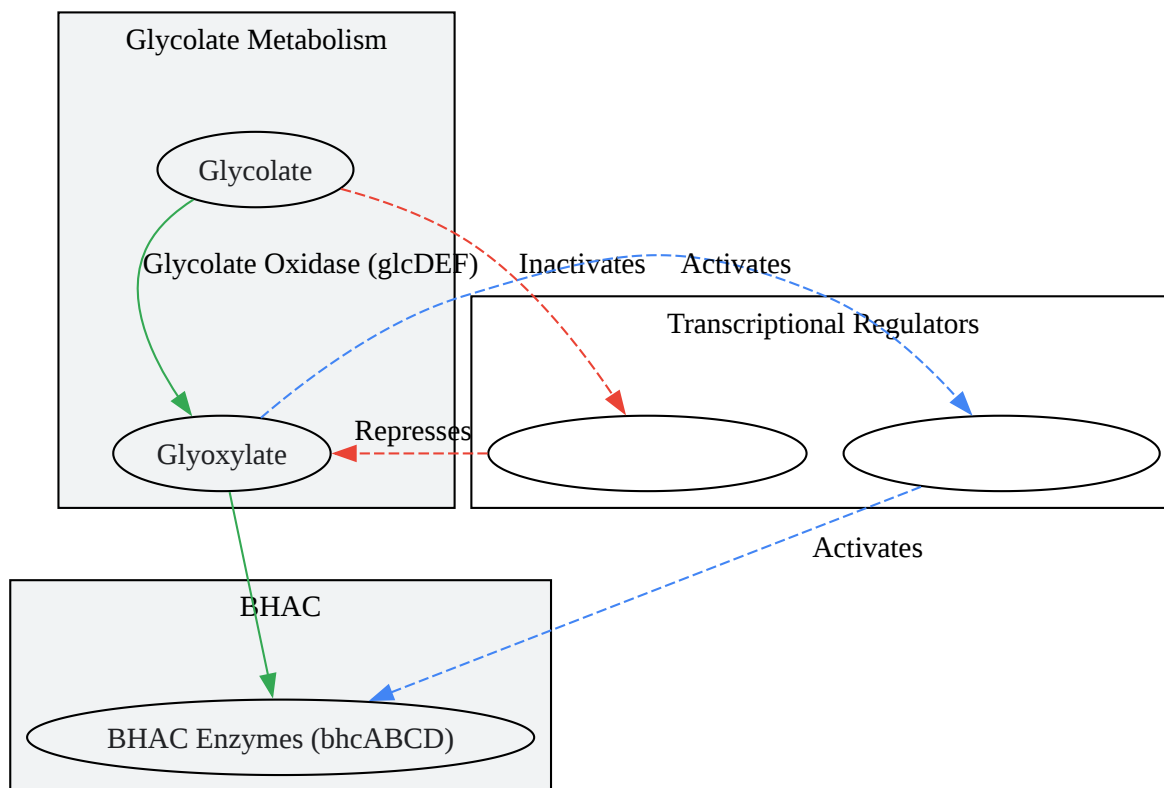 Glycolate Metabolism
Glycolate
Glycolate Oxidase (glcDEF)
Inactivates
Activates
Transcriptional Regulators
Represses
Glyoxylate
Activates
BHAC
BHAC Enzymes (bhcABCD)